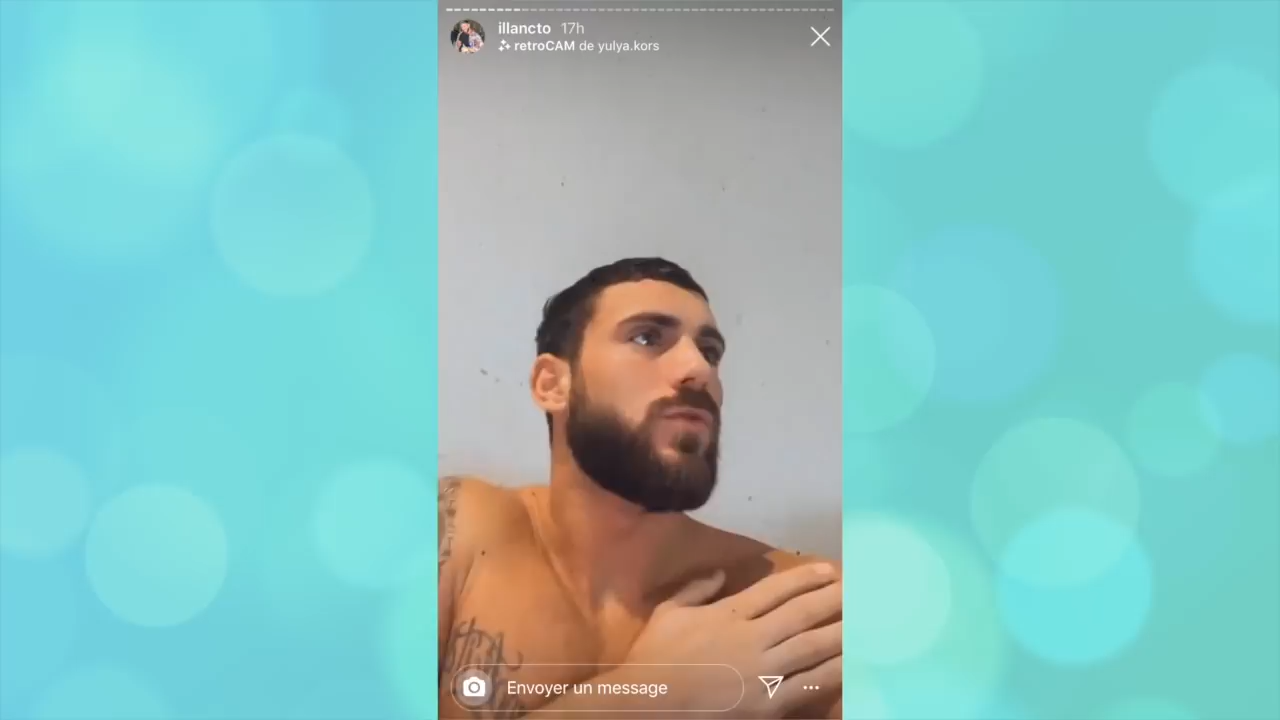 illancto 17h
retroCAM de yulya.kors
Envoyer un message